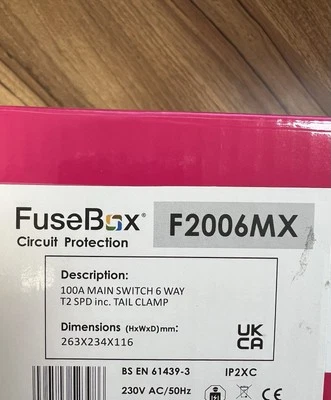 FuseBox® F2006MX
Circuit Protection
Description:
100A MAIN SWITCH 6 WAY
T2 SPD inc. TAIL CLAMP
Dimensions (HxWxD)mm:
263X234X116
UK
CA
BS EN 61439-3 IP2XC
230V AC/50Hz CE